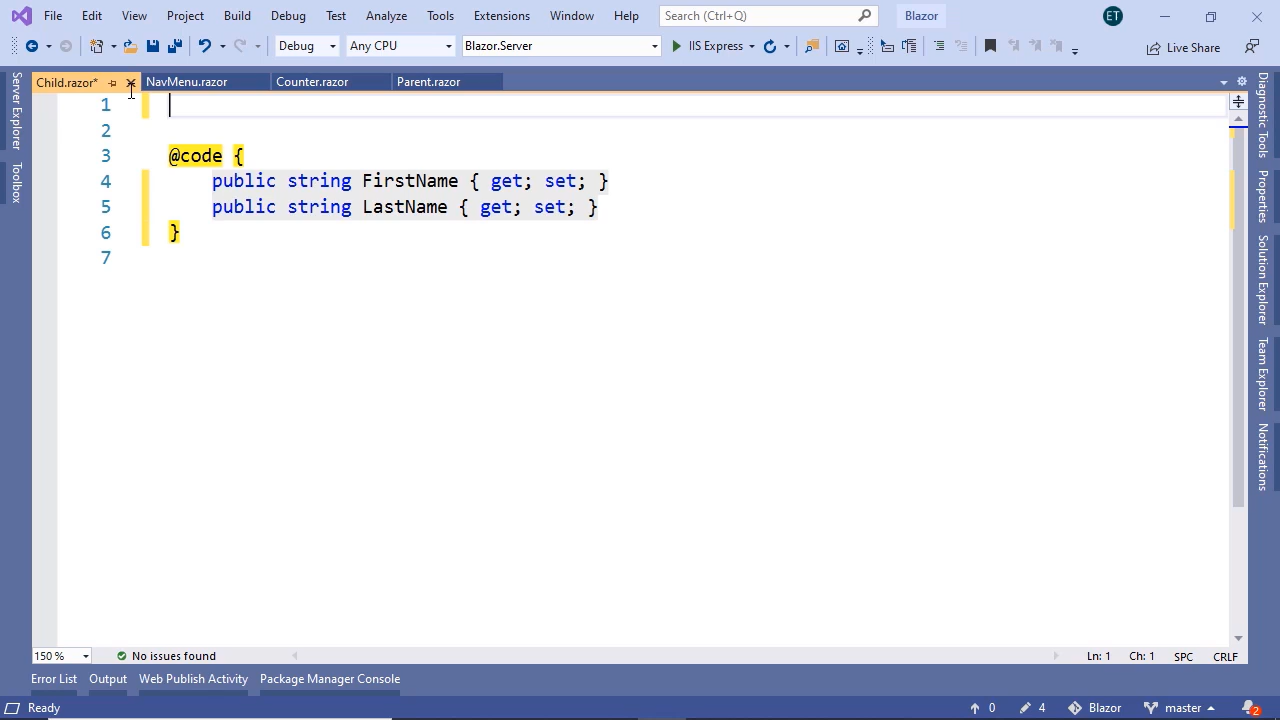 File Edit View Project Build Debug Test Analyze Tools Extensions Window Help Search (Ctrl+Q) Blazor ET
Debug Any CPU Blazor.Server IIS Express Live Share
Child.razor* NavMenu.razor Counter.razor Parent.razor
Server Explorer
Toolbox
1
2
3 @code {
4 public string FirstName { get; set; }
5 public string LastName { get; set; }
6 }
7
Diagnostic Tools
Properties
Solution Explorer
Team Explorer
Notifications
150 % No issues found Ln: 1 Ch: 1 SPC CRLF
Error List Output Web Publish Activity Package Manager Console
Ready 0 4 Blazor master 2